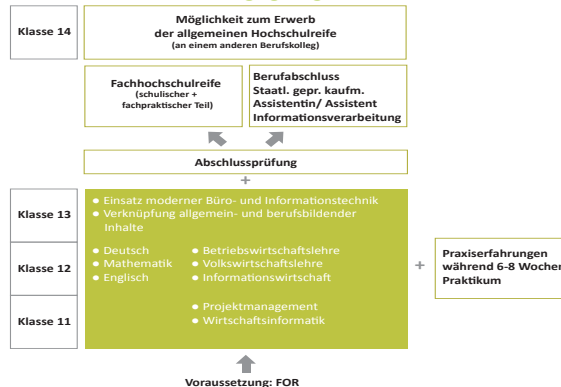 Klasse 14
Möglichkeit zum Erwerb
der allgemeinen Hochschulreife
(an einem anderen Berufskolleg)
Fachhochschulreife
(schulischer +
fachpraktischer Teil)
Berufabschluss
Staatl. gepr. kaufm.
Assistentin/ Assistent
Informationsverarbeitung
Abschlussprüfung
+
Klasse 13
● Einsatz moderner Büro- und Informationstechnik
● Verknüpfung allgemein- und berufsbildender
Inhalte
Klasse 12
● Deutsch
● Mathematik
● Englisch
● Betriebswirtschaftslehre
● Volkswirtschaftslehre
● Informationswirtschaft
Klasse 11
● Projektmanagement
● Wirtschaftsinformatik
+
Praxiserfahrungen
während 6-8 Wochen
Praktikum
Voraussetzung: FOR